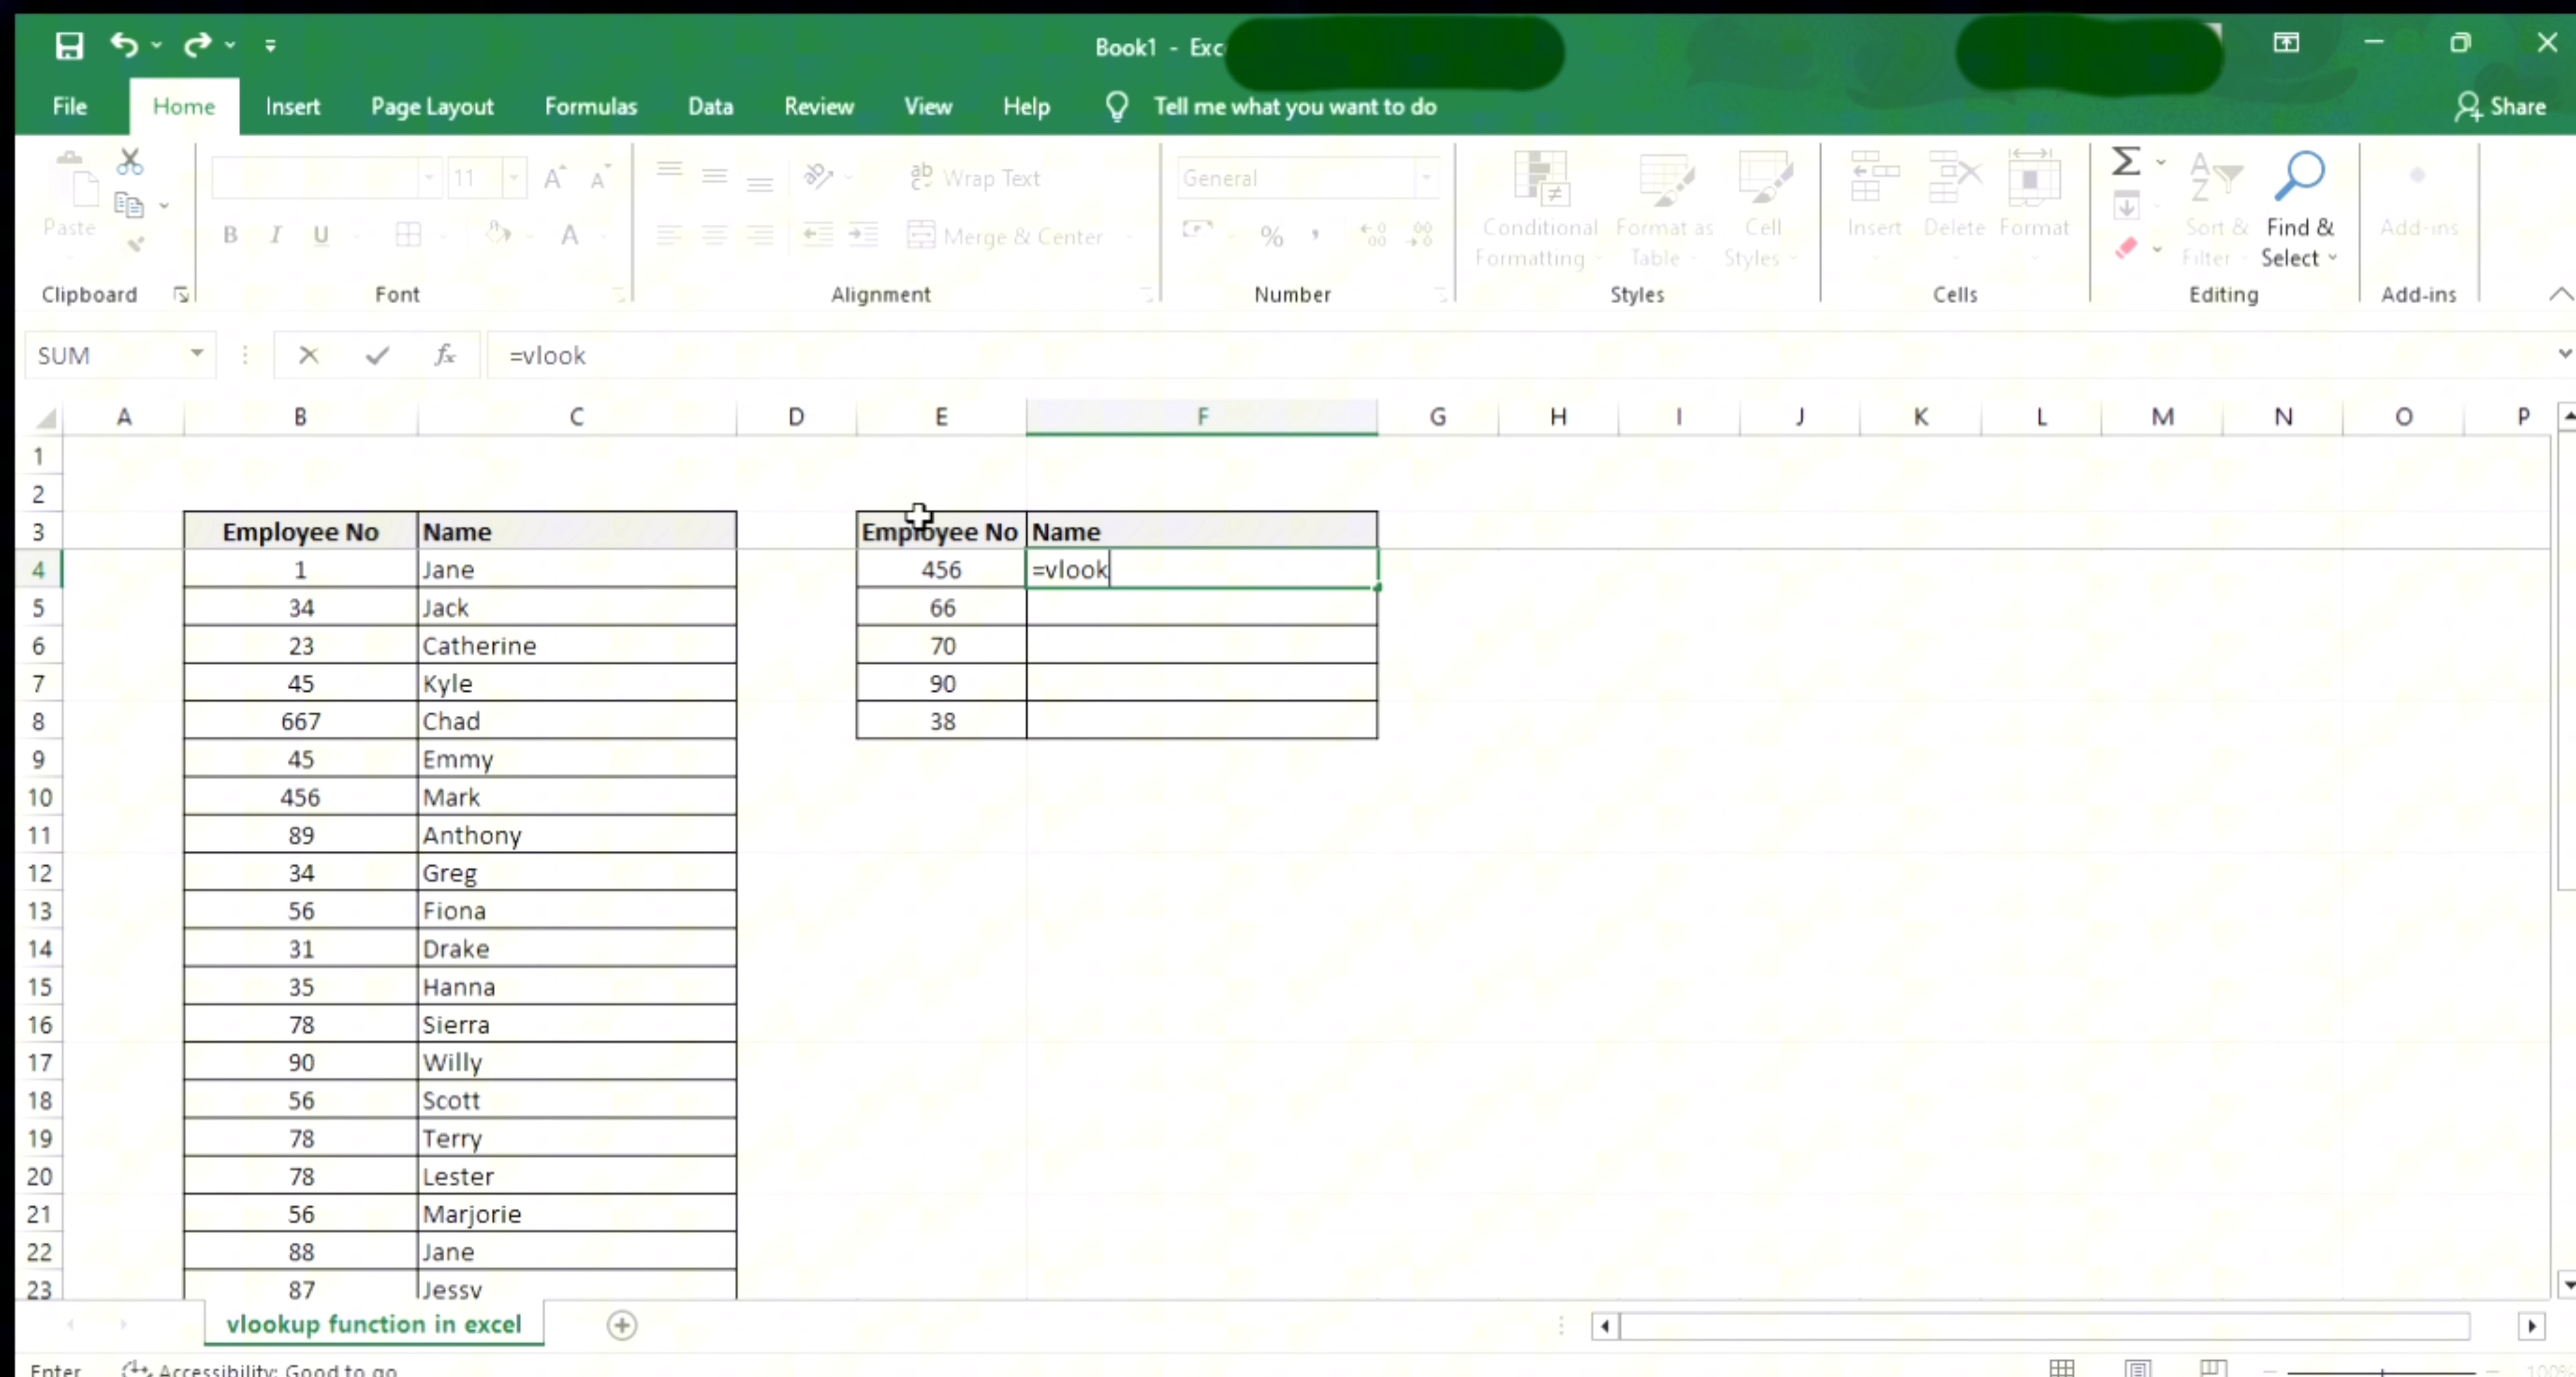 Book1 - Exc
File Home Insert Page Layout Formulas Data Review View Help Tell me what you want to do Share
Paste
11
B I U
A
ab
c
Wrap Text
Merge & Center
General
%
Conditional
Formatting
Format as
Table
Cell
Styles
Insert Delete Format
Σ
Sort &
Filter
Find &
Select
Add-ins
Clipboard Font Alignment Number Styles Cells Editing Add-ins
SUM fx =vlook
A B C D E F G H I J K L M N O P
1
2
3 Employee No Name Employee No Name
4 1 Jane 456 =vlook
5 34 Jack 66
6 23 Catherine 70
7 45 Kyle 90
8 667 Chad 38
9 45 Emmy
10 456 Mark
11 89 Anthony
12 34 Greg
13 56 Fiona
14 31 Drake
15 35 Hanna
16 78 Sierra
17 90 Willy
18 56 Scott
19 78 Terry
20 78 Lester
21 56 Marjorie
22 88 Jane
23 87 Jessy
vlookup function in excel
Enter Accessibility: Good to go 100%